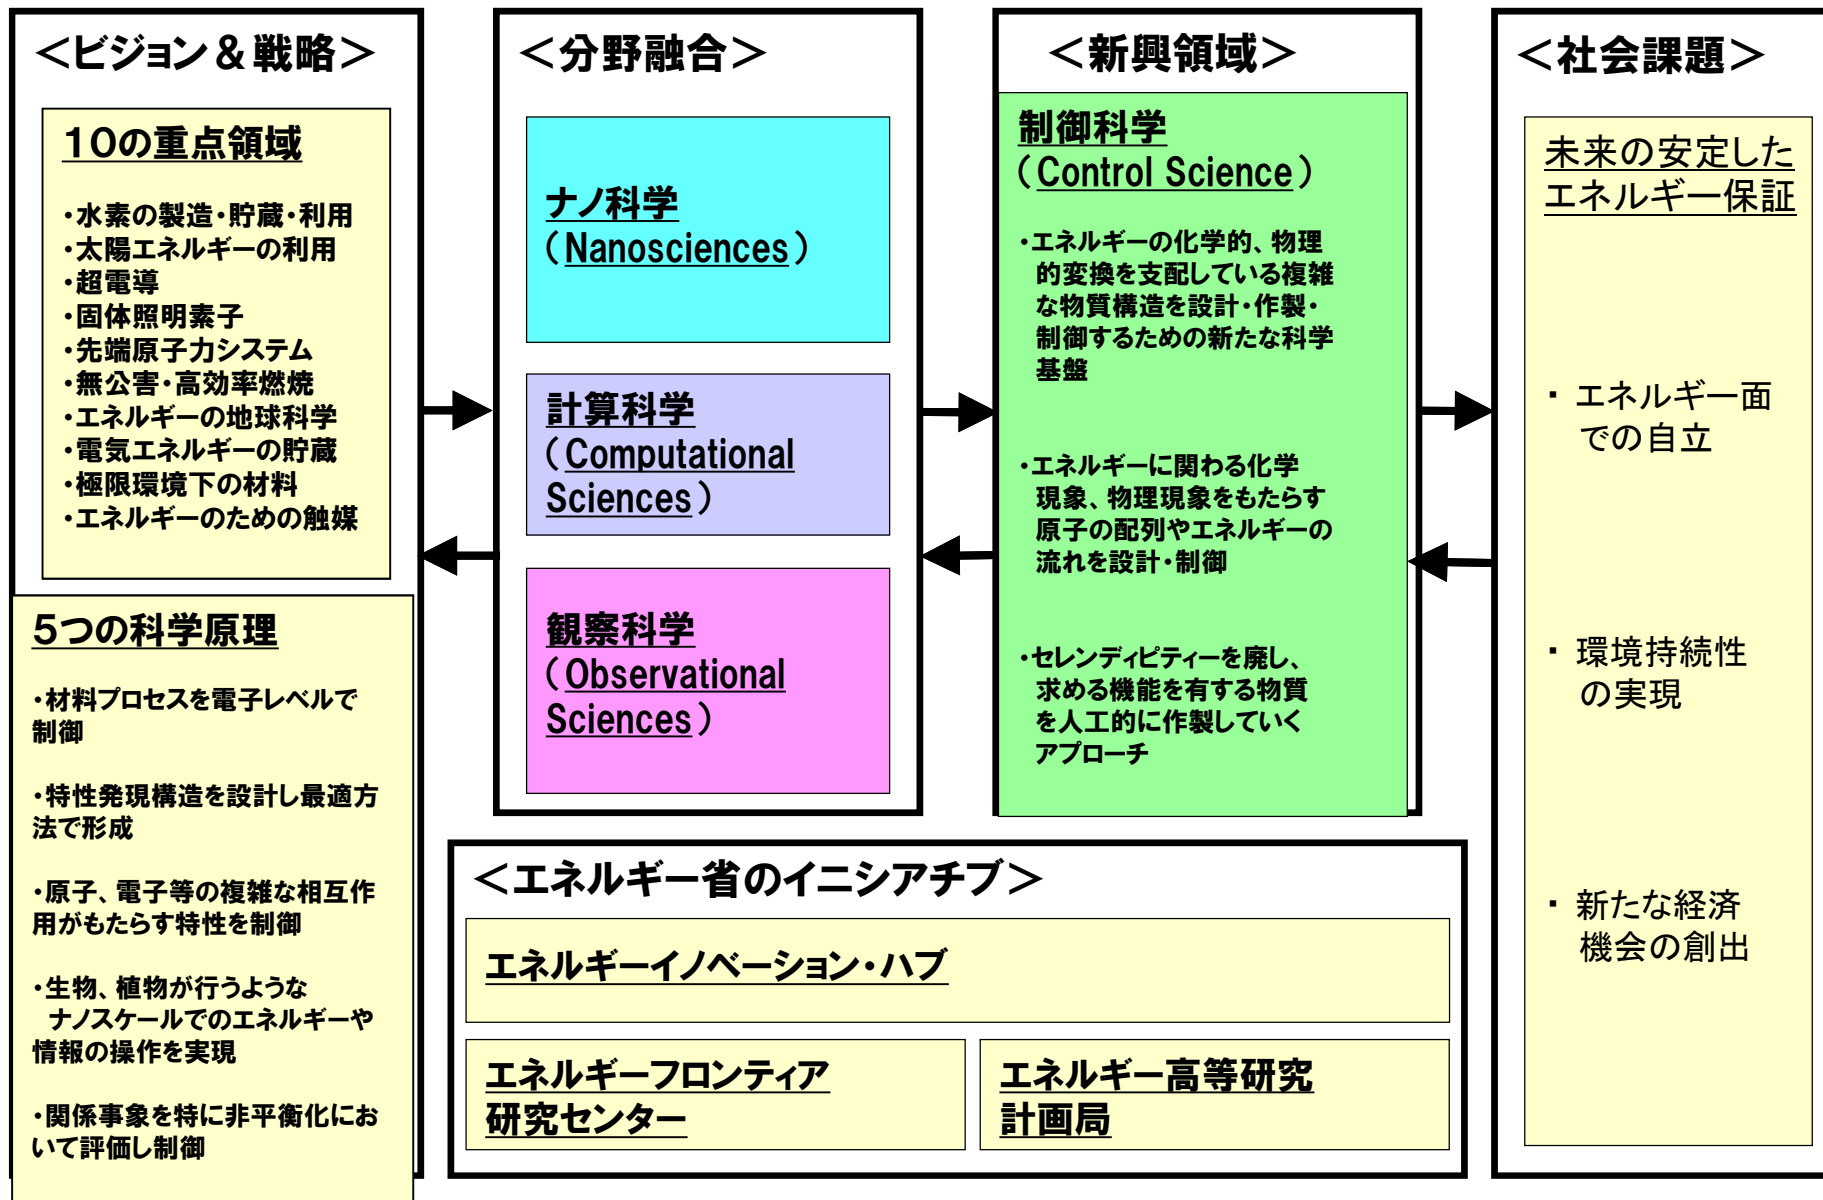 ＜ビジョン＆戦略＞
１０の重点領域
・水素の製造・貯蔵・利用
・太陽エネルギーの利用
・超電導
・固体照明素子
・先端原子力システム
・無公害・高効率燃焼
・エネルギーの地球科学
・電気エネルギーの貯蔵
・極限環境下の材料
・エネルギーのための触媒
５つの科学原理
・材料プロセスを電子レベルで
制御
・特性発現構造を設計し最適方
法で形成
・原子、電子等の複雑な相互作
用がもたらす特性を制御
・生物、植物が行うような
ナノスケールでのエネルギーや
情報の操作を実現
・関係事象を特に非平衡化にお
いて評価し制御
＜分野融合＞
ナノ科学
（Nanosciences）
計算科学
（Computational
Sciences）
観察科学
（Observational
Sciences）
＜新興領域＞
制御科学
（Control Science）
・エネルギーの化学的、物理
的変換を支配している複雑
な物質構造を設計・作製・
制御するための新たな科学
基盤
・エネルギーに関わる化学
現象、物理現象をもたらす
原子の配列やエネルギーの
流れを設計・制御
・セレンディピティーを廃し、
求める機能を有する物質
を人工的に作製していく
アプローチ
＜社会課題＞
未来の安定した
エネルギー保証
・ エネルギー面
での自立
・ 環境持続性
の実現
・ 新たな経済
機会の創出
＜エネルギー省のイニシアチブ＞
エネルギーイノベーション・ハブ
エネルギーフロンティア
研究センター
エネルギー高等研究
計画局